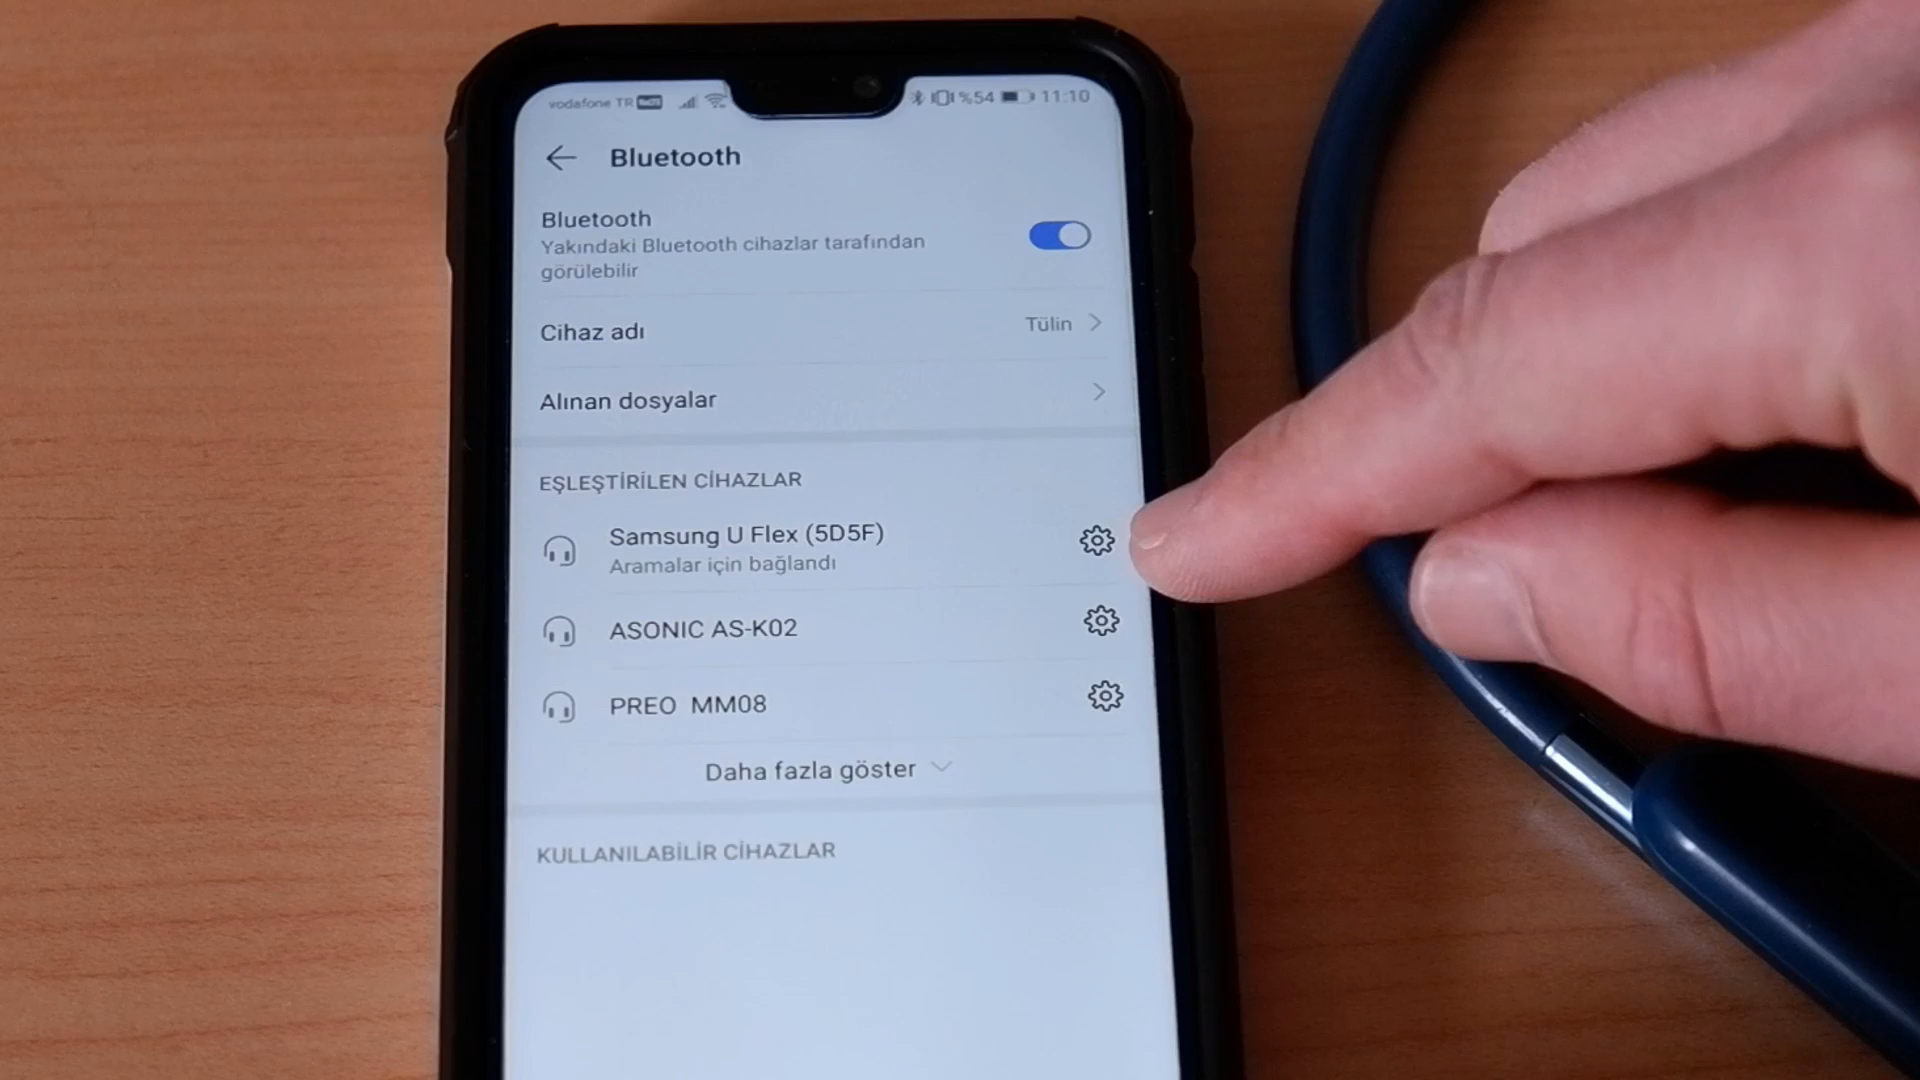 vodafone TR
%54 11:10
Bluetooth
Bluetooth
Yakındaki Bluetooth cihazlar tarafından
görülebilir
Cihaz adı Tülin
Alınan dosyalar
EŞLEŞTİRİLEN CİHAZLAR
Samsung U Flex (5D5F)
Aramalar için bağlandı
ASONIC AS-K02
PREO MM08
Daha fazla göster
KULLANILABİLİR CİHAZLAR